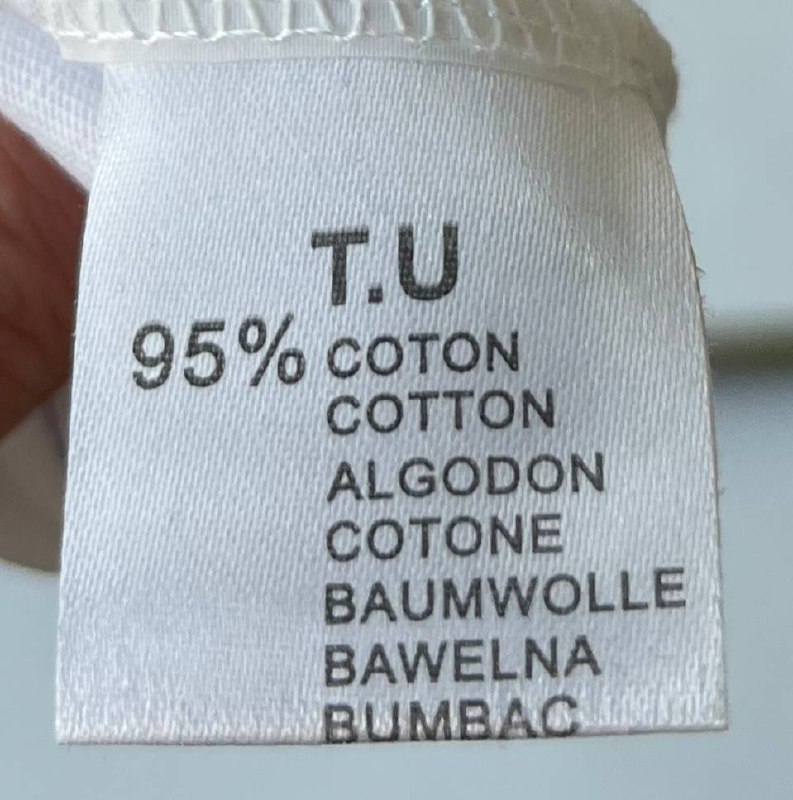 T.U
95% COTON
COTTON
ALGODON
COTONE
BAUMWOLLE
BAWELNA
BUMBAC